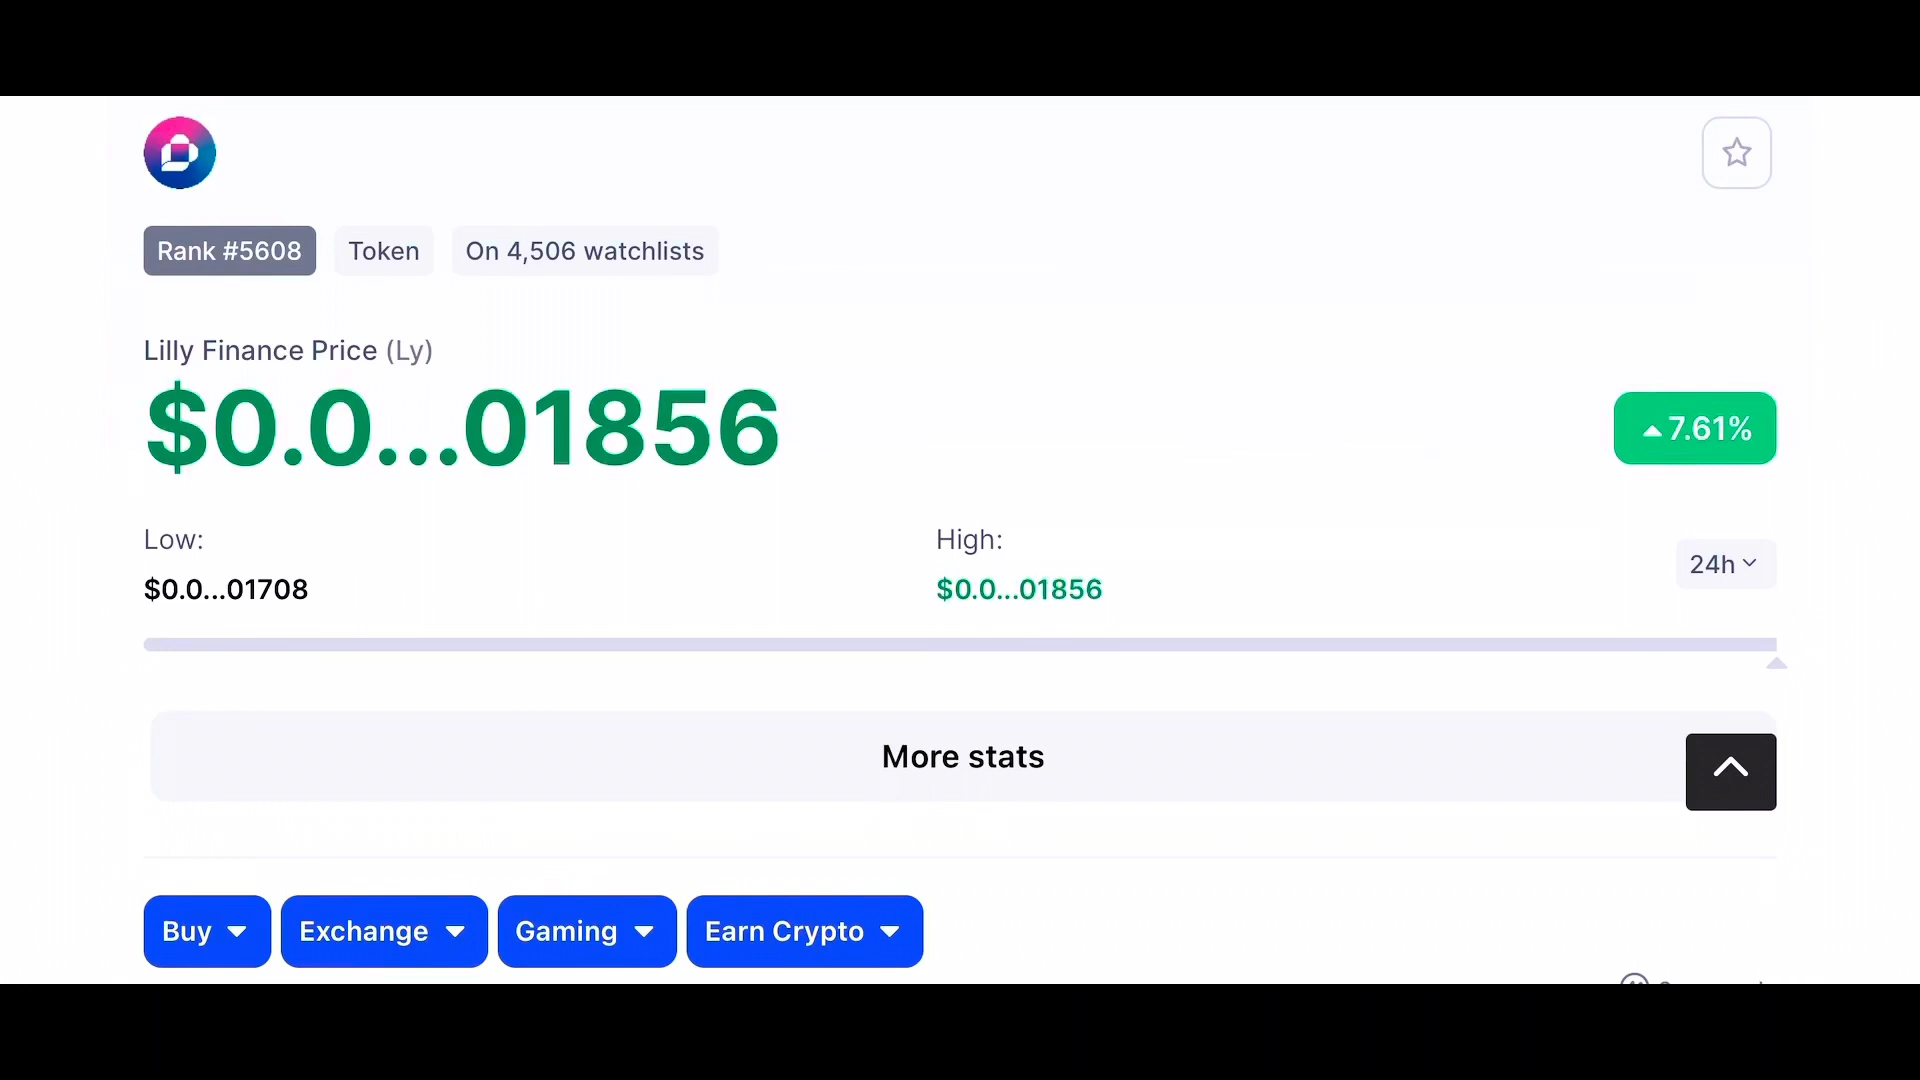 Rank #5608 Token On 4,506 watchlists
Lilly Finance Price (Ly)
$0.0...01856
7.61%
Low: High:
24h
$0.0...01708 $0.0...01856
More stats
Buy Exchange Gaming Earn Crypto